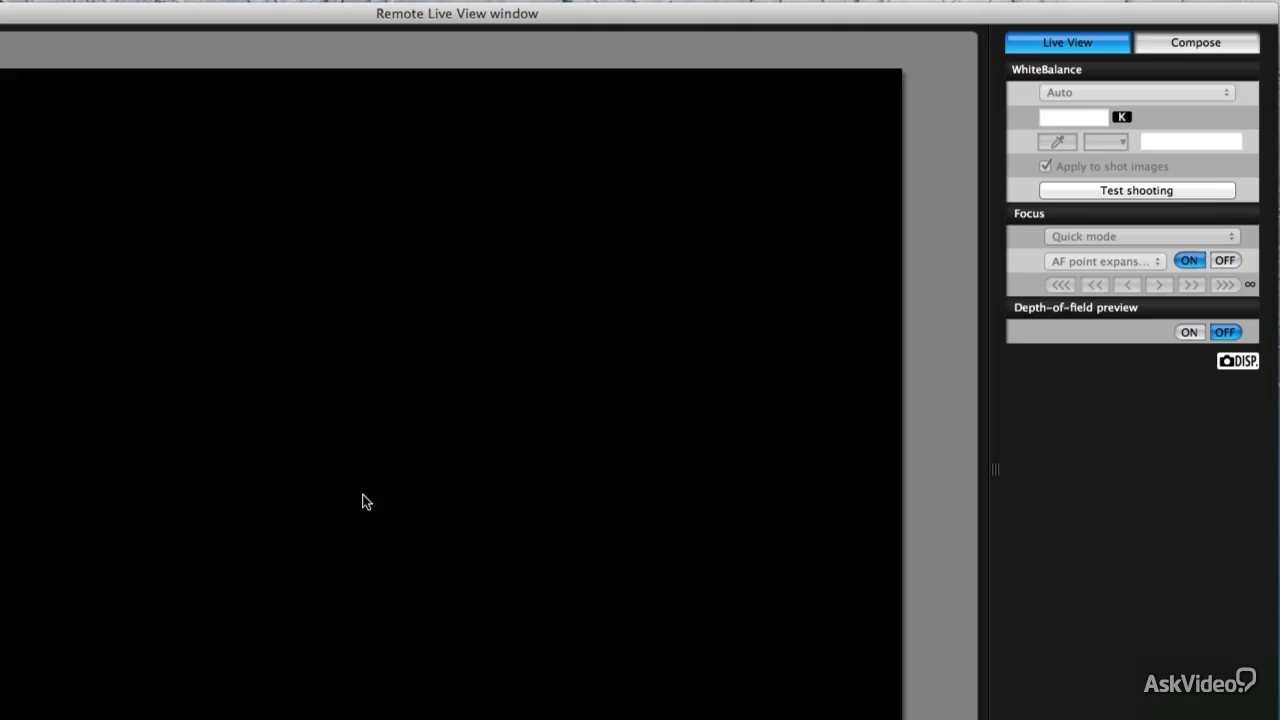 Remote Live View window
Live View Compose
WhiteBalance
Auto
K
Apply to shot images
Test shooting
Focus
Quick mode
AF point expans... ON OFF
<<< << < > >> >>> ∞
Depth-of-field preview
ON OFF
DISP.
AskVideo